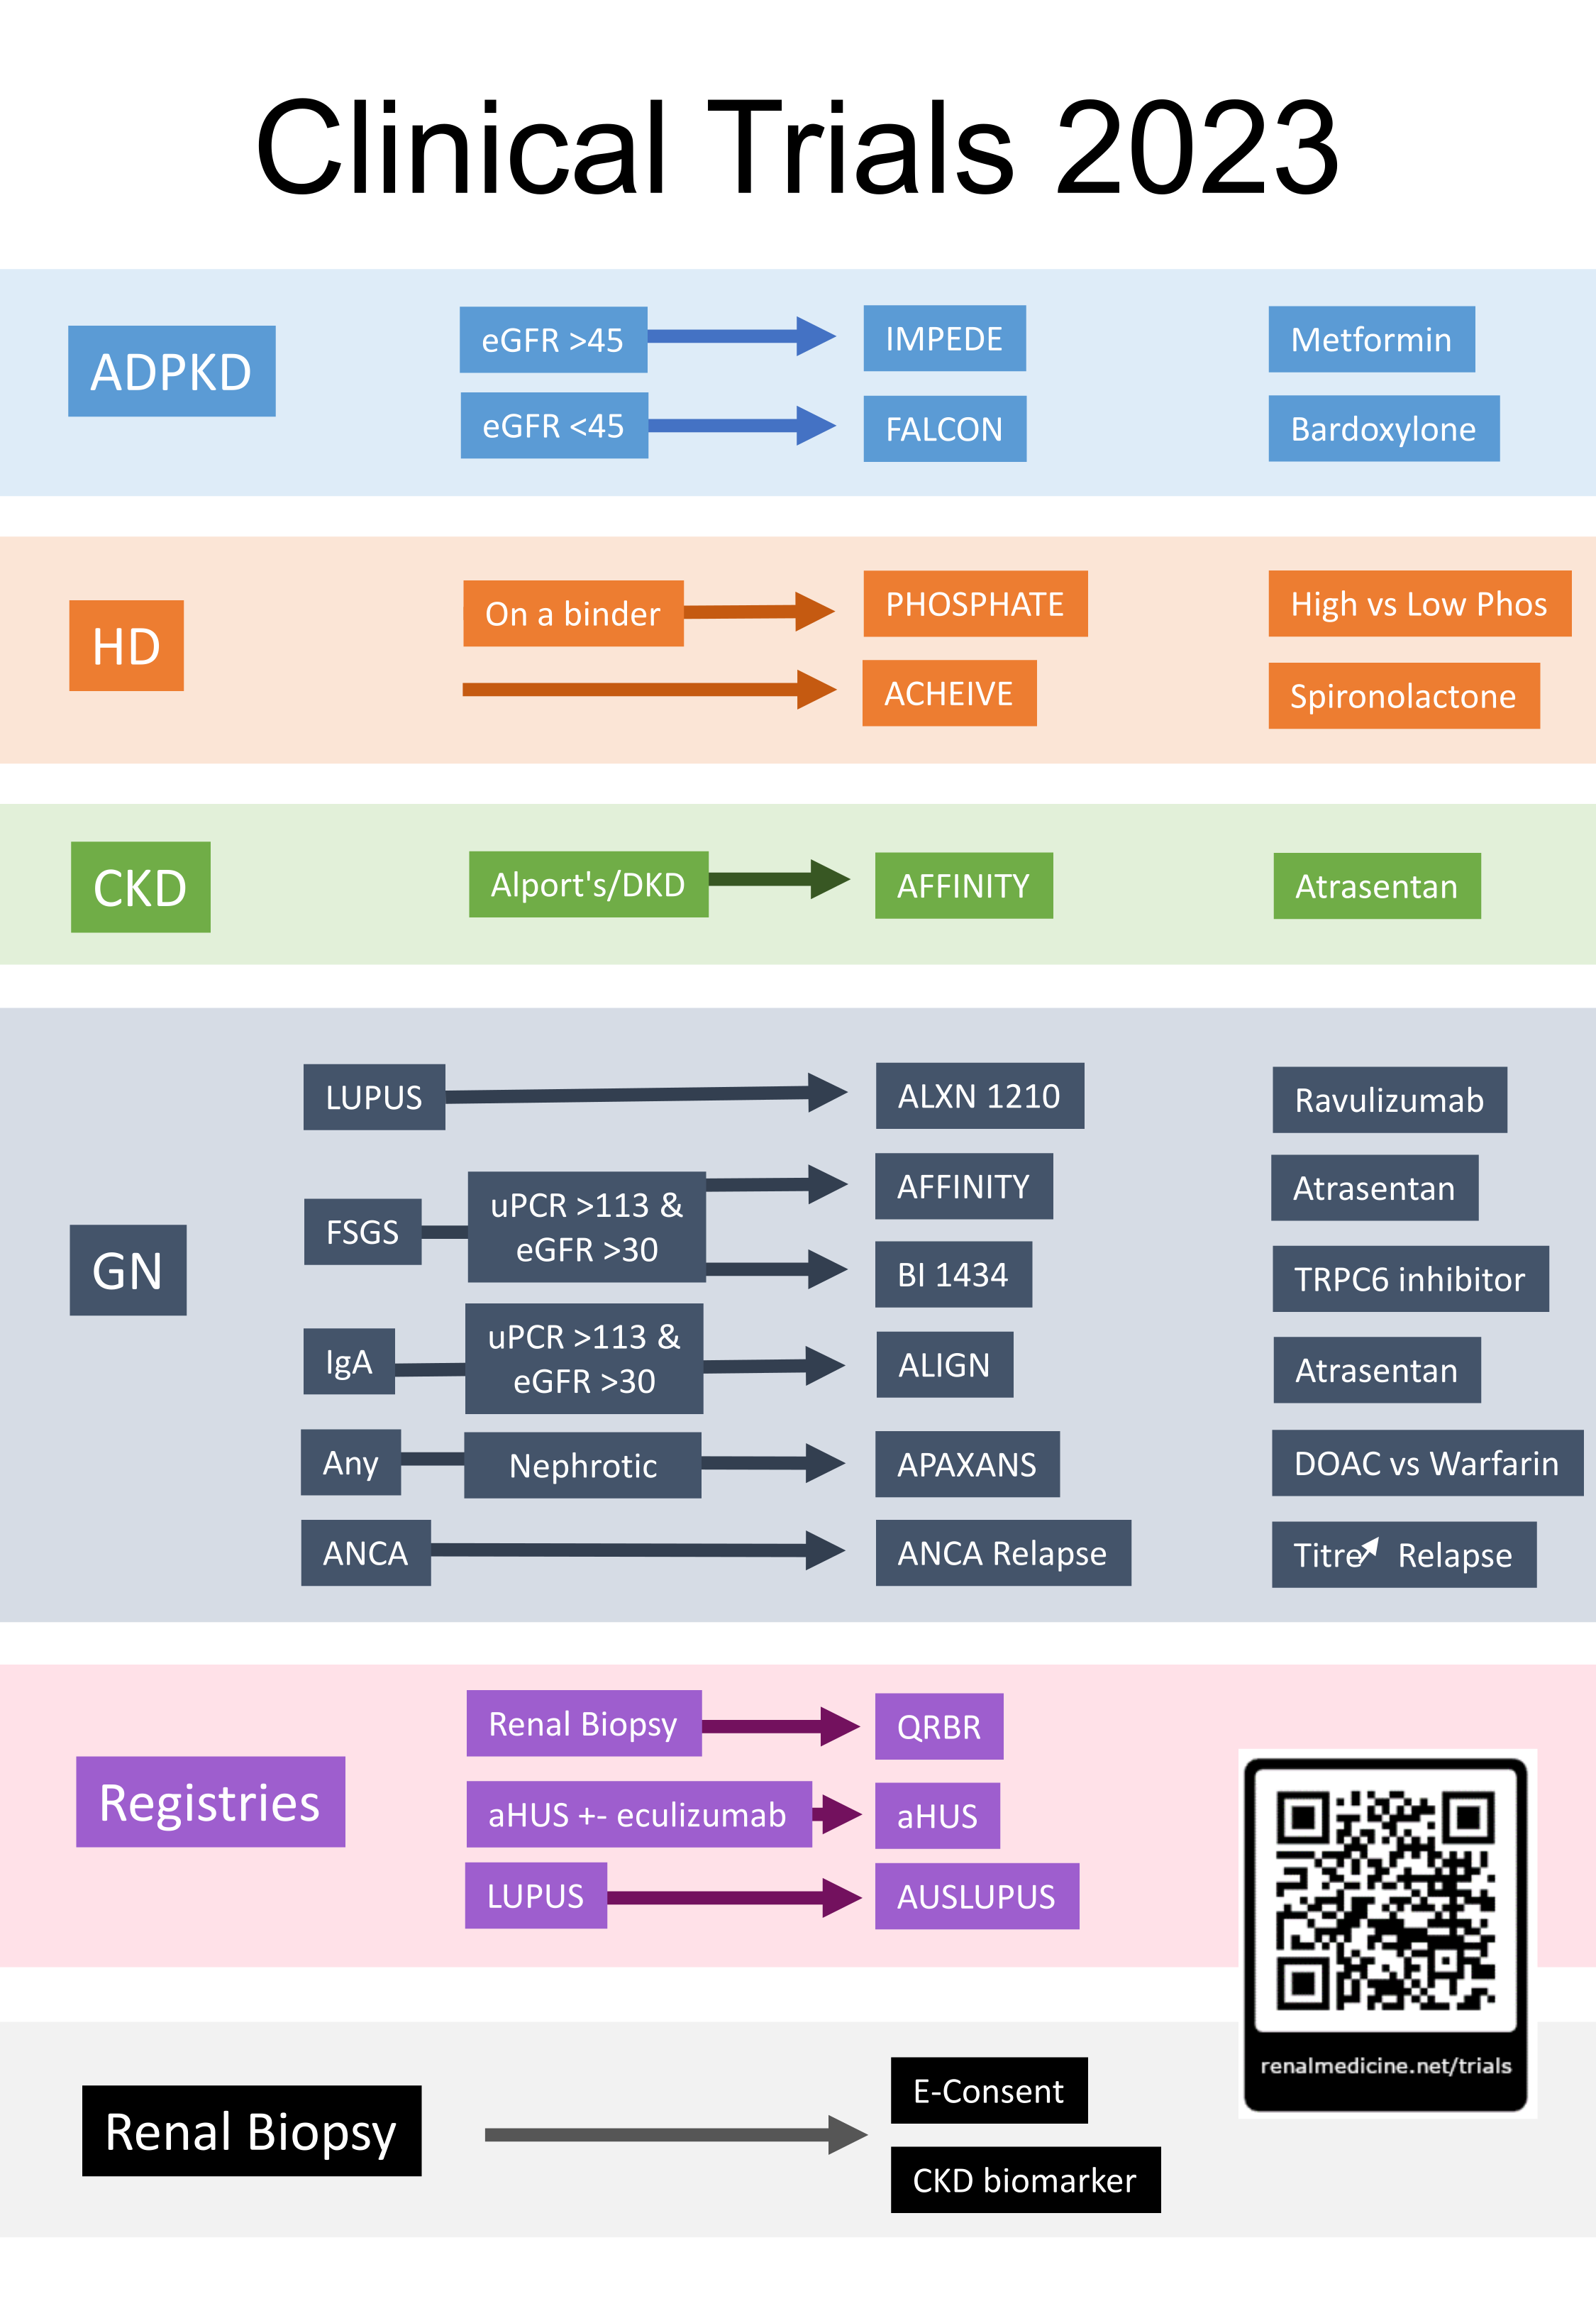 Clinical Trials 2023
ADPKD
eGFR >45
IMPEDE
Metformin
eGFR <45
FALCON
Bardoxylone
HD
On a binder
PHOSPHATE
High vs Low Phos
ACHEIVE
Spironolactone
CKD
Alport's/DKD
AFFINITY
Atrasentan
GN
LUPUS
ALXN 1210
Ravulizumab
FSGS
uPCR >113 &
eGFR >30
AFFINITY
Atrasentan
BI 1434
TRPC6 inhibitor
IgA
uPCR >113 &
eGFR >30
ALIGN
Atrasentan
Any
Nephrotic
APAXANS
DOAC vs Warfarin
ANCA
ANCA Relapse
Titre Relapse
Registries
Renal Biopsy
QRBR
aHUS +- eculizumab
aHUS
LUPUS
AUSLUPUS
renalmedicine.net/trials
Renal Biopsy
E-Consent
CKD biomarker